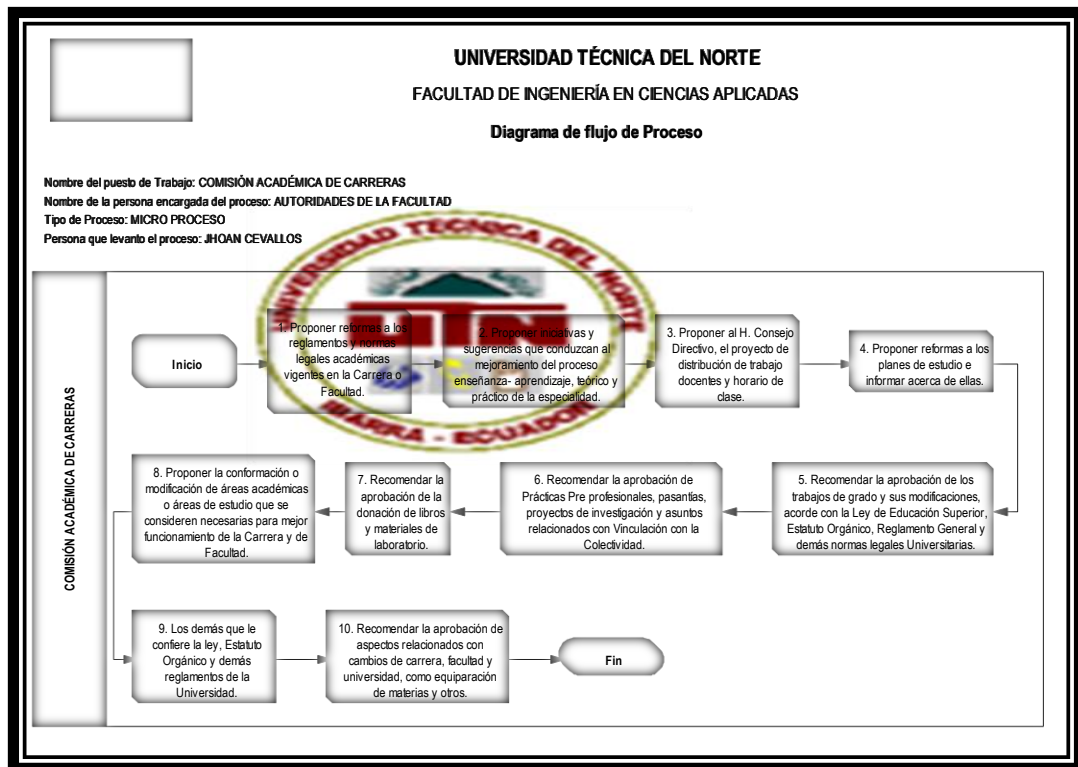 UNIVERSIDAD TÉCNICA DEL NORTE
FACULTAD DE INGENIERÍA EN CIENCIAS APLICADAS
Diagrama de flujo de Proceso
Nombre del puesto de Trabajo: COMISIÓN ACADÉMICA DE CARRERAS
Nombre de la persona encargada del proceso: AUTORIDADES DE LA FACULTAD
Tipo de Proceso: MICRO PROCESO
Persona que levanto el proceso: JHOAN CEVALLOS
UNIVERSIDAD TECNICA DEL NORTE
UTN
IBARRA - ECUADOR
COMISIÓN ACADÉMICA DE CARRERAS
Inicio
1. Proponer reformas a los
reglamentos y normas
legales académicas
vigentes en la Carrera o
Facultad.
2. Proponer iniciativas y
sugerencias que conduzcan al
mejoramiento del proceso
enseñanza- aprendizaje, teórico y
práctico de la especialidad.
3. Proponer al H. Consejo
Directivo, el proyecto de
distribución de trabajo
docentes y horario de
clase.
4. Proponer reformas a los
planes de estudio e
informar acerca de ellas.
5. Recomendar la aprobación de los
trabajos de grado y sus modificaciones,
acorde con la Ley de Educación Superior,
Estatuto Orgánico, Reglamento General y
demás normas legales Universitarias.
6. Recomendar la aprobación de
Prácticas Pre profesionales, pasantías,
proyectos de investigación y asuntos
relacionados con Vinculación con la
Colectividad.
7. Recomendar la
aprobación de la
donación de libros
y materiales de
laboratorio.
8. Proponer la conformación o
modificación de áreas académicas
o áreas de estudio que se
consideren necesarias para mejor
funcionamiento de la Carrera y de
Facultad.
9. Los demás que le
confiere la ley, Estatuto
Orgánico y demás
reglamentos de la
Universidad.
10. Recomendar la aprobación de
aspectos relacionados con
cambios de carrera, facultad y
universidad, como equiparación
de materias y otros.
Fin